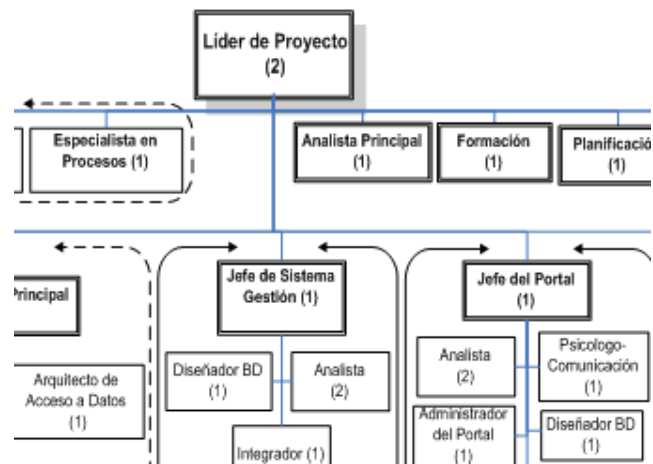 Líder de Proyecto
(2)
Especialista en
Procesos (1)
Analista Principal
(1)
Formación
(1)
Planificació
(1)
Principal
Jefe de Sistema
Gestión (1)
Jefe del Portal
(1)
Arquitecto de
Acceso a Datos
(1)
Diseñador BD
(1)
Analista
(2)
Integrador (1)
Analista
(2)
Psicologo-
Comunicación
(1)
Administrador
del Portal
(1)
Diseñador BD
(1)